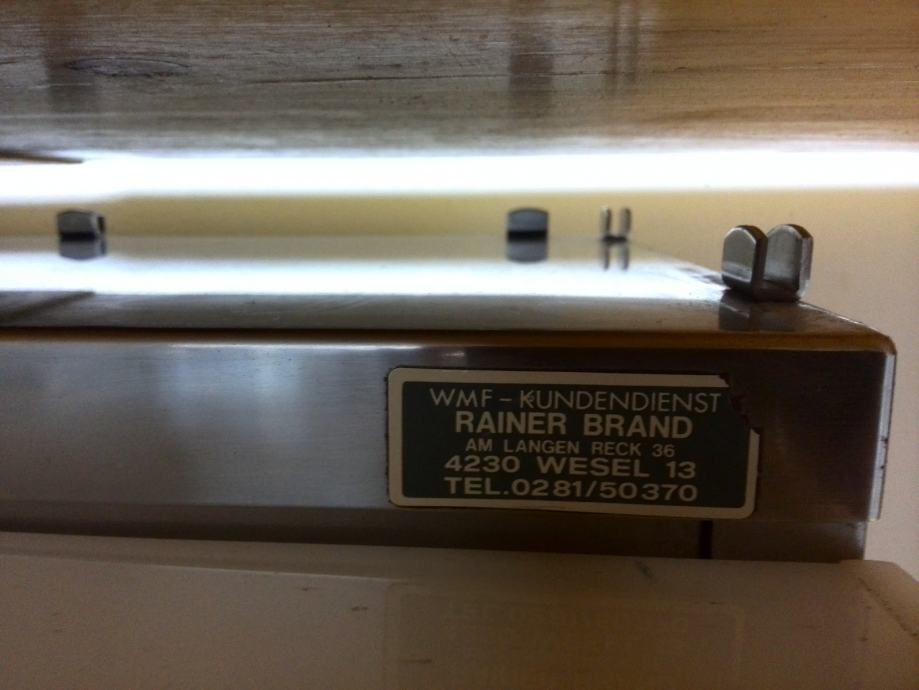 WMF – KUNDENDIENST
RAINER BRAND
AM LANGEN RECK 36
4230 WESEL 13
TEL.0281/50370